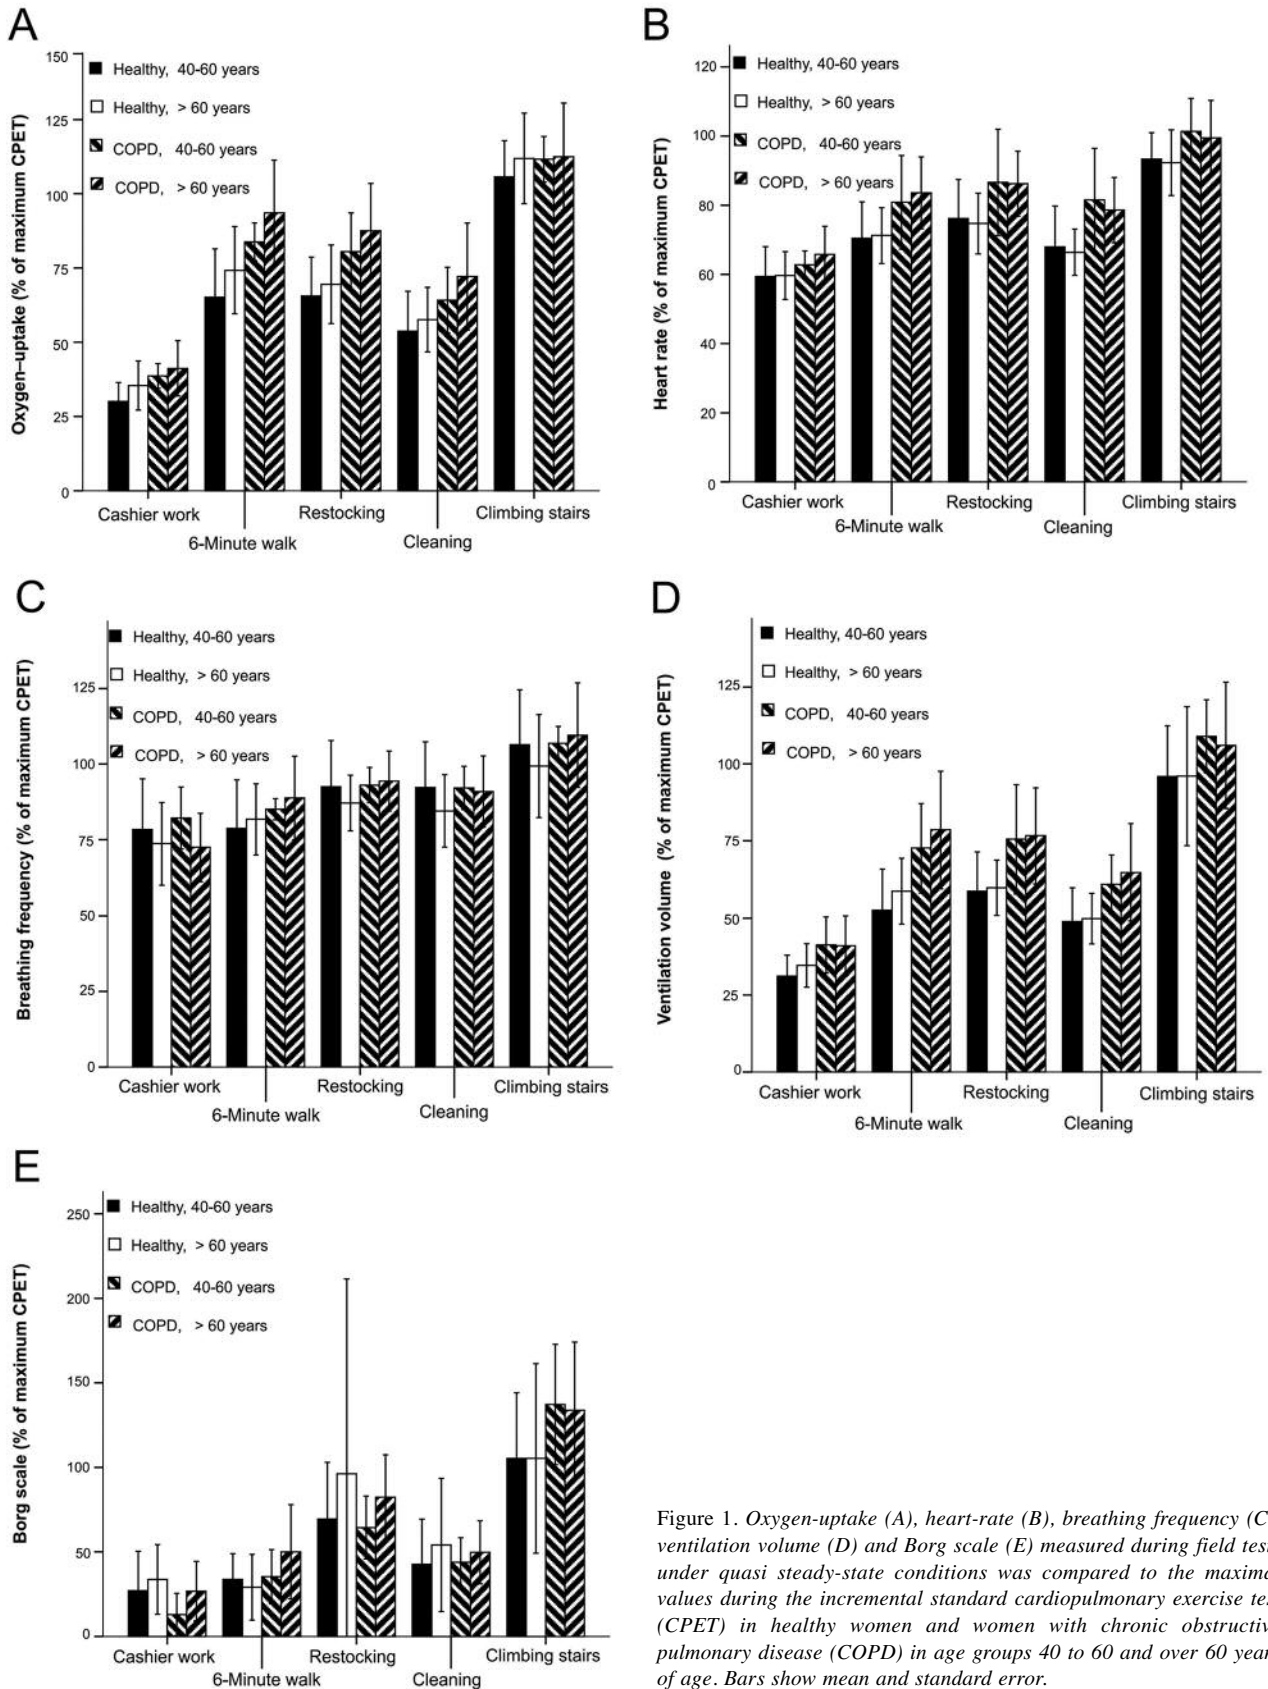 A
150
125
100
75
50
25
0
Oxygen–uptake (% of maximum CPET)
Healthy, 40-60 years
Healthy, > 60 years
COPD, 40-60 years
COPD, > 60 years
Cashier work
6-Minute walk
Restocking
Cleaning
Climbing stairs
B
120
100
80
60
40
20
0
Heart rate (% of maximum CPET)
Healthy, 40-60 years
Healthy, > 60 years
COPD, 40-60 years
COPD, > 60 years
Cashier work
6-Minute walk
Restocking
Cleaning
Climbing stairs
C
125
100
75
50
25
0
Breathing frequency (% of maximum CPET)
Healthy, 40-60 years
Healthy, > 60 years
COPD, 40-60 years
COPD, > 60 years
Cashier work
6-Minute walk
Restocking
Cleaning
Climbing stairs
D
125
100
75
50
25
0
Ventilation volume (% of maximum CPET)
Healthy, 40-60 years
Healthy, > 60 years
COPD, 40-60 years
COPD, > 60 years
Cashier work
6-Minute walk
Restocking
Cleaning
Climbing stairs
E
250
200
150
100
50
0
Borg scale (% of maximum CPET)
Healthy, 40-60 years
Healthy, > 60 years
COPD, 40-60 years
COPD, > 60 years
Cashier work
6-Minute walk
Restocking
Cleaning
Climbing stairs
Figure 1. Oxygen-uptake (A), heart-rate (B), breathing frequency (C
ventilation volume (D) and Borg scale (E) measured during field tes
under quasi steady-state conditions was compared to the maxima
values during the incremental standard cardiopulmonary exercise te
(CPET) in healthy women and women with chronic obstructiv
pulmonary disease (COPD) in age groups 40 to 60 and over 60 year
of age. Bars show mean and standard error.